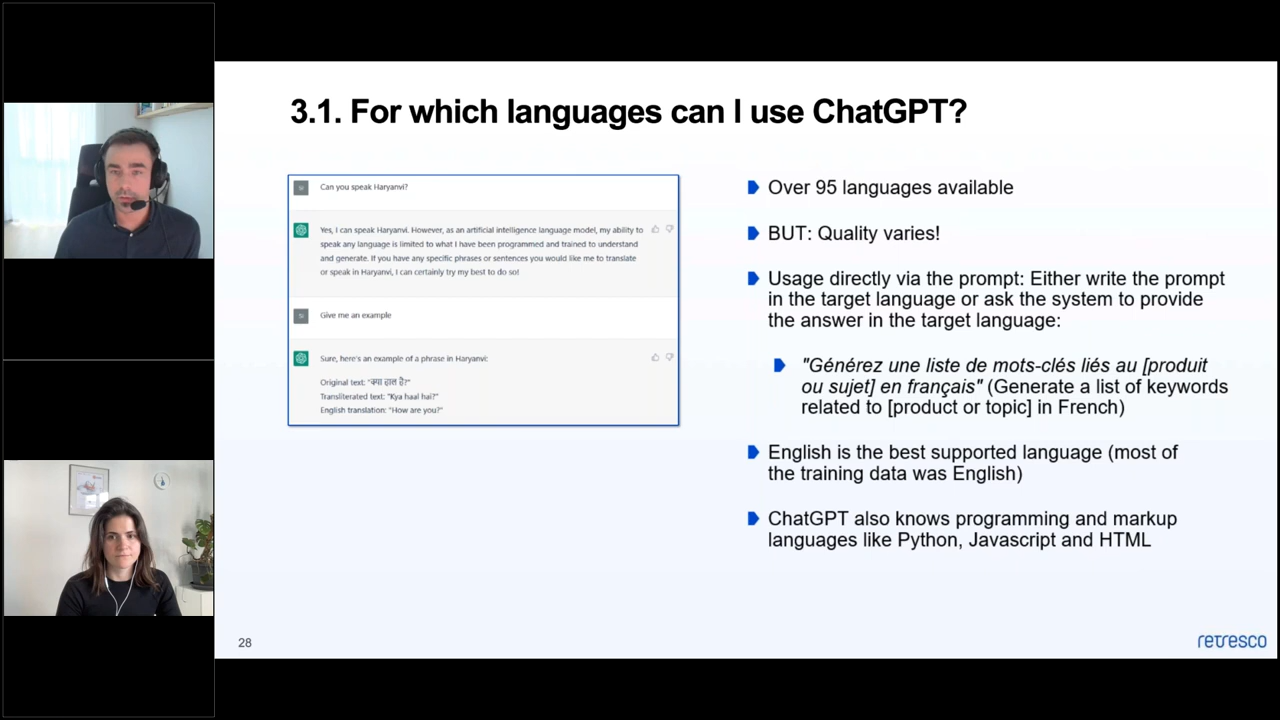 3.1. For which languages can I use ChatGPT?
Can you speak Haryanvi?
Yes, I can speak Haryanvi. However, as an artificial intelligence language model, my ability to
speak any language is limited to what I have been programmed and trained to understand
and generate. If you have any specific phrases or sentences you would like me to translate
or speak in Haryanvi, I can certainly try my best to do so!
Give me an example
Sure, here's an example of a phrase in Haryanvi:
Original text: "क्या हाल है?"
Transliterated text: "Kya haal hai?"
English translation: "How are you?"
Over 95 languages available
BUT: Quality varies!
Usage directly via the prompt: Either write the prompt
in the target language or ask the system to provide
the answer in the target language:
"Générez une liste de mots-clés liés au [produit
ou sujet] en français" (Generate a list of keywords
related to [product or topic] in French)
English is the best supported language (most of
the training data was English)
ChatGPT also knows programming and markup
languages like Python, Javascript and HTML
28
retresco